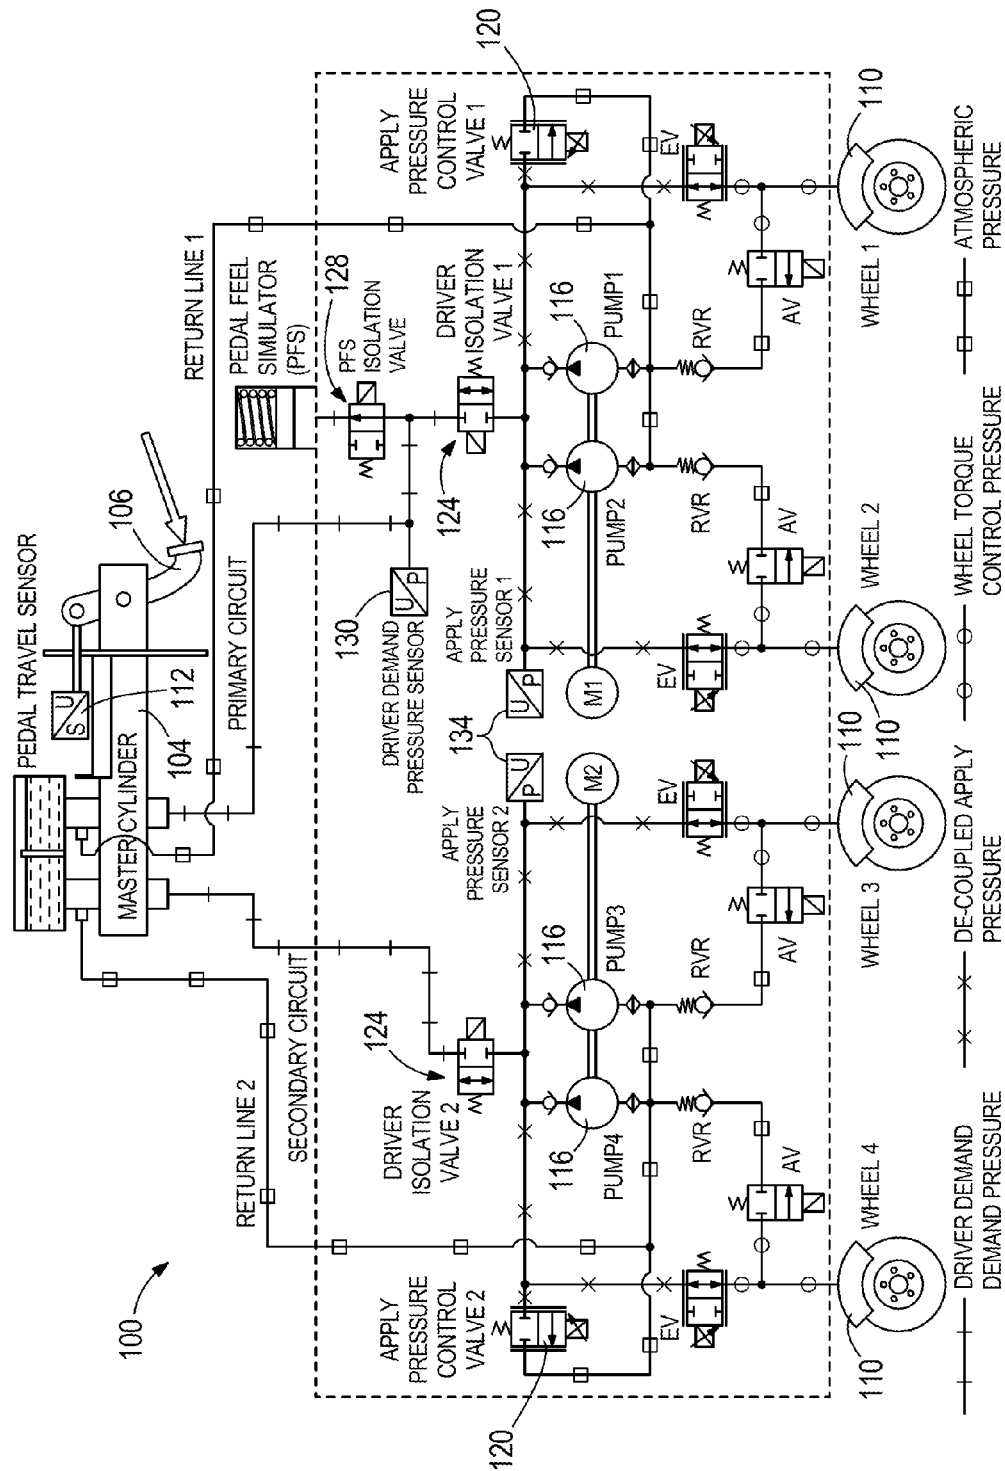 100
RETURN LINE 2
SECONDARY CIRCUIT
PEDAL TRAVEL SENSOR
S
U
112
MASTER CYLINDER
104
106
PRIMARY CIRCUIT
RETURN LINE 1
PEDAL FEEL
SIMULATOR
(PFS)
128
PFS
ISOLATION
VALVE
APPLY
PRESSURE
CONTROL
VALVE 2
120
DRIVER
ISOLATION
VALVE 2
124
U
P
130
DRIVER DEMAND
PRESSURE SENSOR
124
DRIVER
ISOLATION
VALVE 1
APPLY
PRESSURE
CONTROL
VALVE 1
120
APPLY
PRESSURE
SENSOR 2
U
P
134
APPLY
PRESSURE
SENSOR 1
U
P
116
PUMP4
116
PUMP3
M2
M1
116
PUMP2
116
PUMP1
EV
RVR
RVR
EV
EV
RVR
RVR
EV
AV
AV
AV
AV
110
WHEEL 4
WHEEL 3
110
110
WHEEL 2
WHEEL 1
110
DRIVER DEMAND
DEMAND PRESSURE
DE-COUPLED APPLY
PRESSURE
WHEEL TORQUE
CONTROL PRESSURE
ATMOSPHERIC
PRESSURE